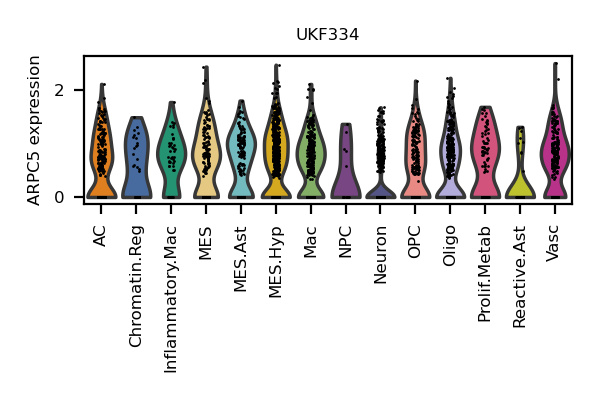 UKF334
ARPC5 expression
2
0
AC
Chromatin.Reg
Inflammatory.Mac
MES
MES.Ast
MES.Hyp
Mac
NPC
Neuron
OPC
Oligo
Prolif.Metab
Reactive.Ast
Vasc